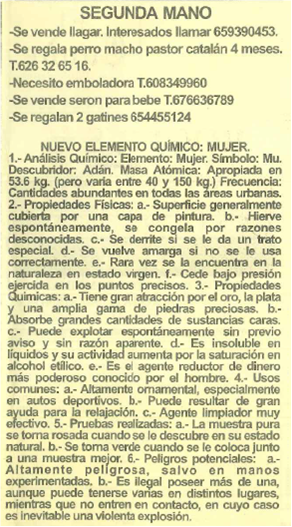 SEGUNDA MANO
-Se vende llagar. Interesados llamar 659390453.
-Se regala perro macho pastor catalán 4 meses.
T.626 32 65 16.
-Necesito emboladora T.608349960
-Se vende seron para bebe T.676636789
-Se regalan 2 gatines 654455124
NUEVO ELEMENTO QUÍMICO: MUJER.
1.- Análisis Químico: Elemento: Mujer. Símbolo: Mu.
Descubridor: Adán. Masa Atómica: Apropiada en
53.6 kg. (pero varia entre 40 y 150 kg.) Frecuencia:
Cantidades abundantes en todas las áreas urbanas.
2.- Propiedades Físicas: a.- Superficie generalmente
cubierta por una capa de pintura. b.- Hierve
espontáneamente, se congela por razones
desconocidas. c.- Se derrite si se le da un trato
especial. d.- Se vuelve amarga si no se le usa
correctamente. e.- Rara vez se la encuentra en la
naturaleza en estado virgen. f.- Cede bajo presión
ejercida en los puntos precisos. 3.- Propiedades
Químicas: a.- Tiene gran atracción por el oro, la plata
y una amplia gama de piedras preciosas. b.-
Absorbe grandes cantidades de sustancias caras.
c.- Puede explotar espontáneamente sin previo
aviso y sin razón aparente. d.- Es insoluble en
líquidos y su actividad aumenta por la saturación en
alcohol etílico. e.- Es el agente reductor de dinero
más poderoso conocido por el hombre. 4.- Usos
comunes: a.- Altamente ornamental, especialmente
en autos deportivos. b.- Puede resultar de gran
ayuda para la relajación. c.- Agente limpiador muy
efectivo. 5.- Pruebas realizadas: a.- La muestra pura
se torna rosada cuando se le descubre en su estado
natural. b.- Se torna verde cuando se le coloca junto
a una muestra mejor. 6.- Peligros potenciales: a.-
Altamente peligrosa, salvo en manos
experimentadas. b.- Es ilegal poseer más de una,
aunque puede tenerse varias en distintos lugares,
mientras que no entren en contacto, en cuyo caso
es inevitable una violenta explosión.